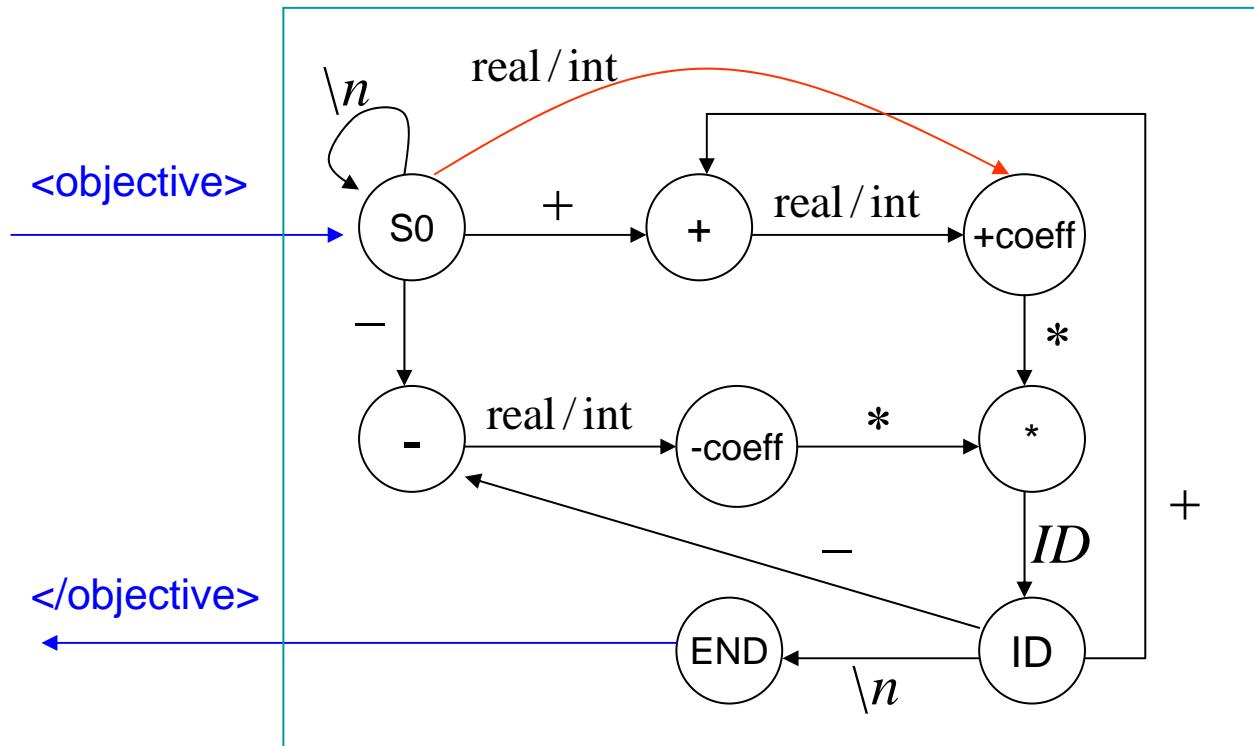 real / int
\n
<objective>
S0
+
+
real / int
+coeff
–
*
-
real / int
-coeff
*
*
+
–
ID
</objective>
END
\n
ID